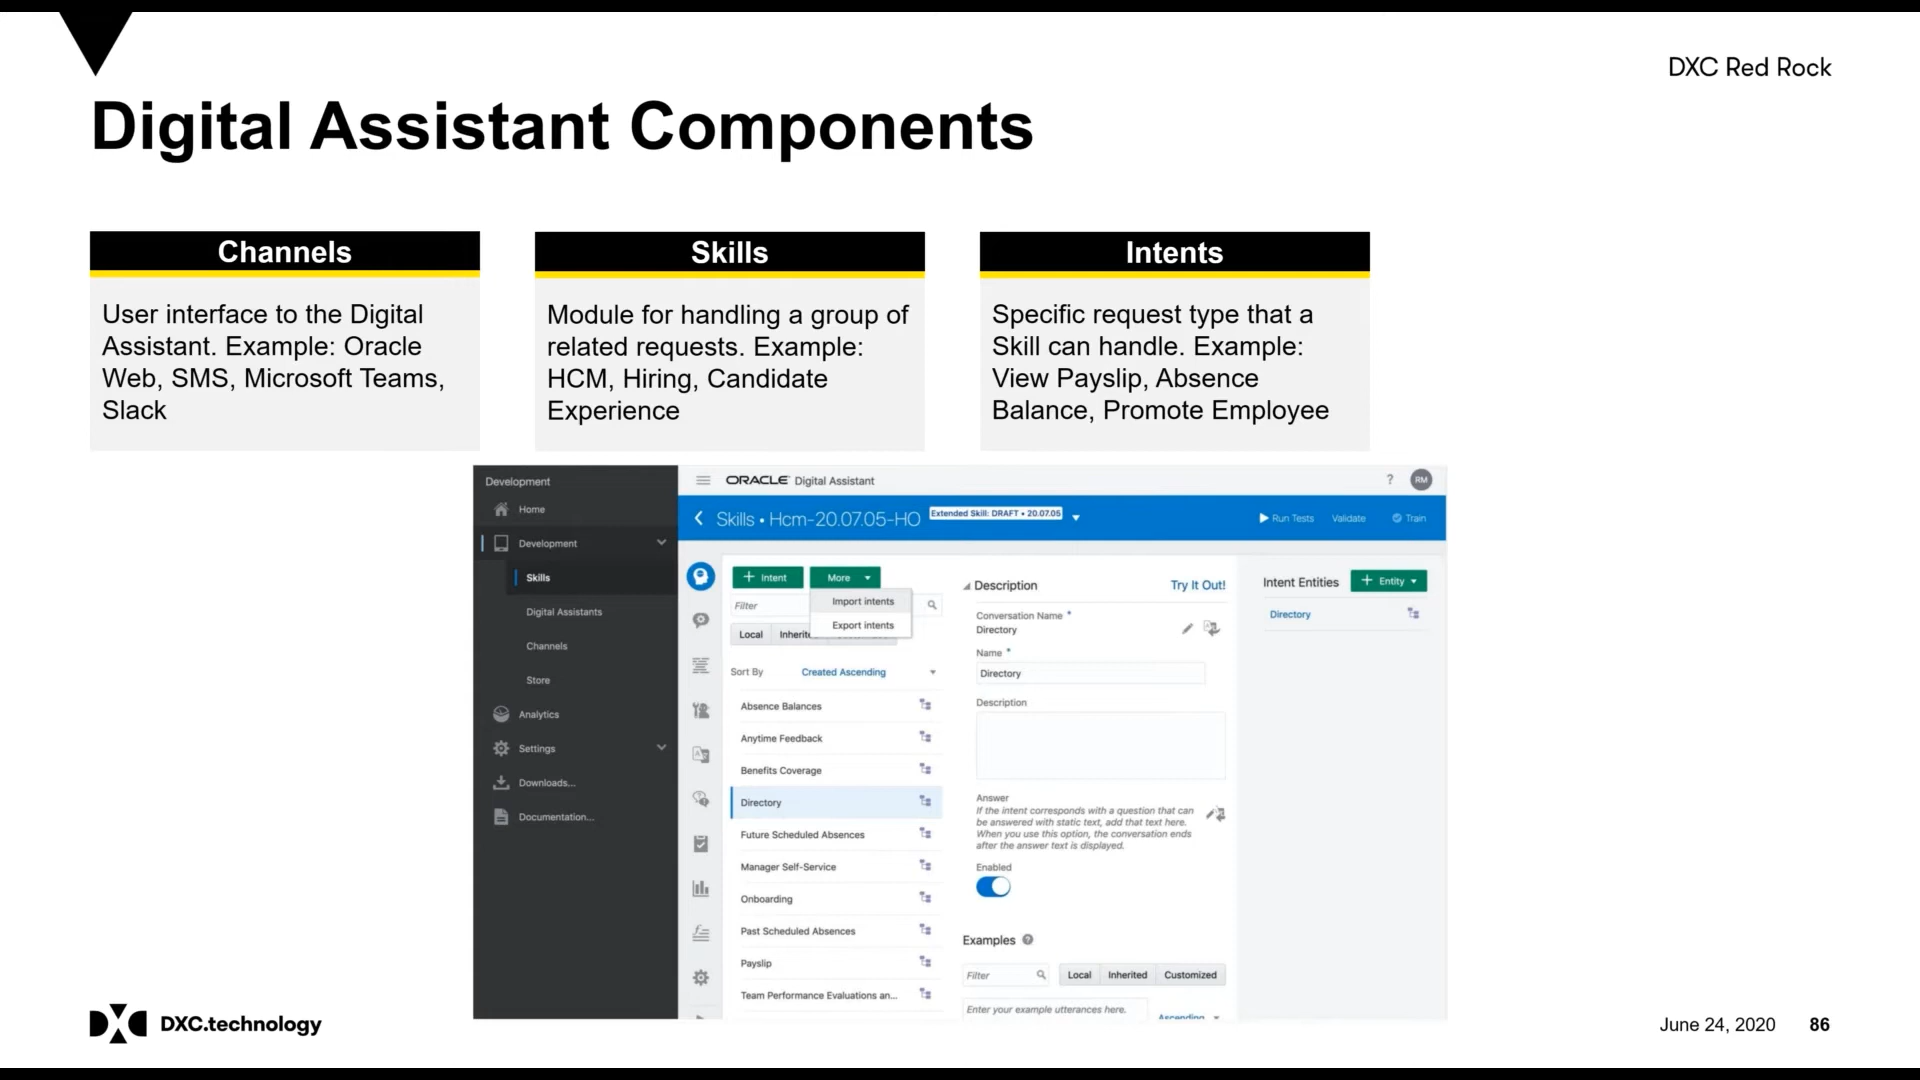 DXC Red Rock
Digital Assistant Components
Channels
User interface to the Digital
Assistant. Example: Oracle
Web, SMS, Microsoft Teams,
Slack
Skills
Module for handling a group of
related requests. Example:
HCM, Hiring, Candidate
Experience
Intents
Specific request type that a
Skill can handle. Example:
View Payslip, Absence
Balance, Promote Employee
Development
Home
Development
Skills
Digital Assistants
Channels
Store
Analytics
Settings
Downloads...
Documentation...
ORACLE Digital Assistant
?
RM
Skills • Hcm-20.07.05-HO
Extended Skill: DRAFT • 20.07.05
Run Tests
Validate
Train
+ Intent
More
Import intents
Export intents
Filter
Local
Sort By
Created Ascending
Absence Balances
Anytime Feedback
Benefits Coverage
Directory
Future Scheduled Absences
Manager Self-Service
Onboarding
Past Scheduled Absences
Payslip
Team Performance Evaluations an...
Description
Try It Out!
Conversation Name *
Directory
Name *
Directory
Description
Answer
If the intent corresponds with a question that can
be answered with static text, add that text here.
When you use this option, the conversation ends
after the answer text is displayed.
Enabled
Examples
Filter
Local
Inherited
Customized
Enter your example utterances here.
Ascending
Intent Entities
+ Entity
Directory
DXC.technology
June 24, 2020
86